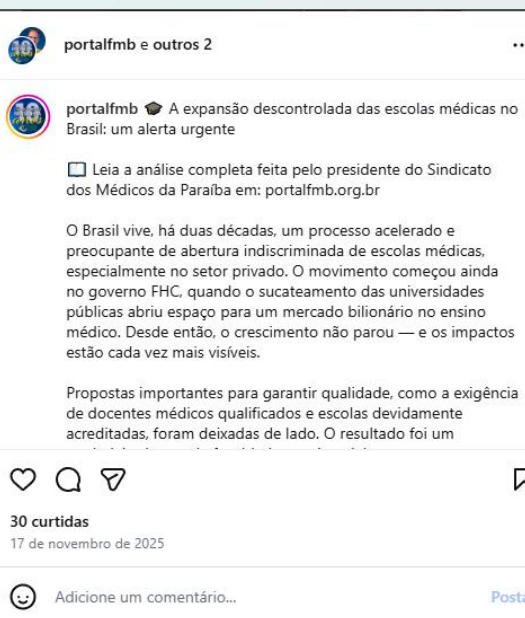 portalfmb e outros 2
portalfmb 🎓 A expansão descontrolada das escolas médicas no
Brasil: um alerta urgente
📖 Leia a análise completa feita pelo presidente do Sindicato
dos Médicos da Paraíba em: portalfmb.org.br
O Brasil vive, há duas décadas, um processo acelerado e
preocupante de abertura indiscriminada de escolas médicas,
especialmente no setor privado. O movimento começou ainda
no governo FHC, quando o sucateamento das universidades
públicas abriu espaço para um mercado bilionário no ensino
médico. Desde então, o crescimento não parou — e os impactos
estão cada vez mais visíveis.
Propostas importantes para garantir qualidade, como a exigência
de docentes médicos qualificados e escolas devidamente
acreditadas, foram deixadas de lado. O resultado foi um
30 curtidas
17 de novembro de 2025
Adicione um comentário...
Posta